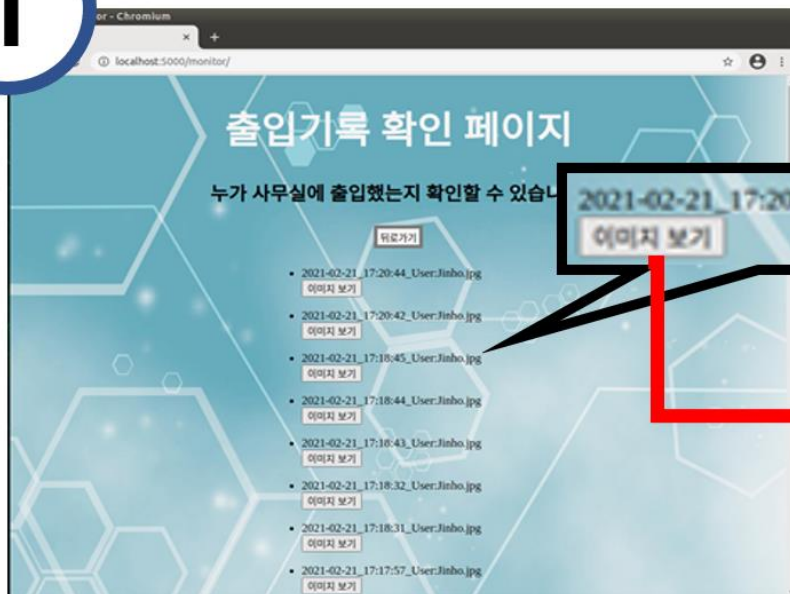 or - Chromium
localhost:5000/monitor/
출입기록 확인 페이지
누가 사무실에 출입했는지 확인할 수 있습니
뒤로가기
2021-02-21_17:20:44_User:Jinho.jpg
이미지 보기
2021-02-21_17:20:42_User:Jinho.jpg
이미지 보기
2021-02-21_17:18:45_User:Jinho.jpg
이미지 보기
2021-02-21_17:18:44_User:Jinho.jpg
이미지 보기
2021-02-21_17:18:43_User:Jinho.jpg
이미지 보기
2021-02-21_17:18:32_User:Jinho.jpg
이미지 보기
2021-02-21_17:18:31_User:Jinho.jpg
이미지 보기
2021-02-21_17:17:57_User:Jinho.jpg
이미지 보기
2021-02-21_17:20
이미지 보기